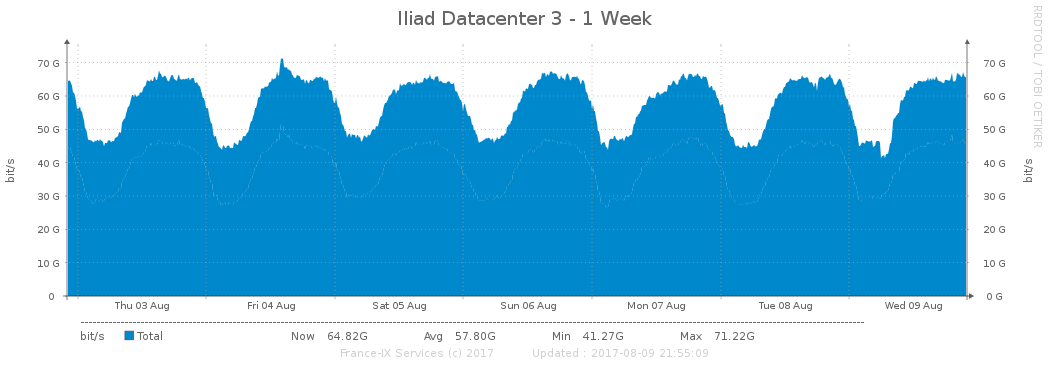 Iliad Datacenter 3 - 1 Week
RRDTOOL / TOBI OETIKER
bit/s
70 G
60 G
50 G
40 G
30 G
20 G
10 G
0
70 G
60 G
50 G
40 G
30 G
20 G
10 G
0 G
bit/s
Thu 03 Aug Fri 04 Aug Sat 05 Aug Sun 06 Aug Mon 07 Aug Tue 08 Aug Wed 09 Aug
bit/s Total Now 64.82G Avg 57.80G Min 41.27G Max 71.22G
France-IX Services (c) 2017 Updated : 2017-08-09 21:55:09